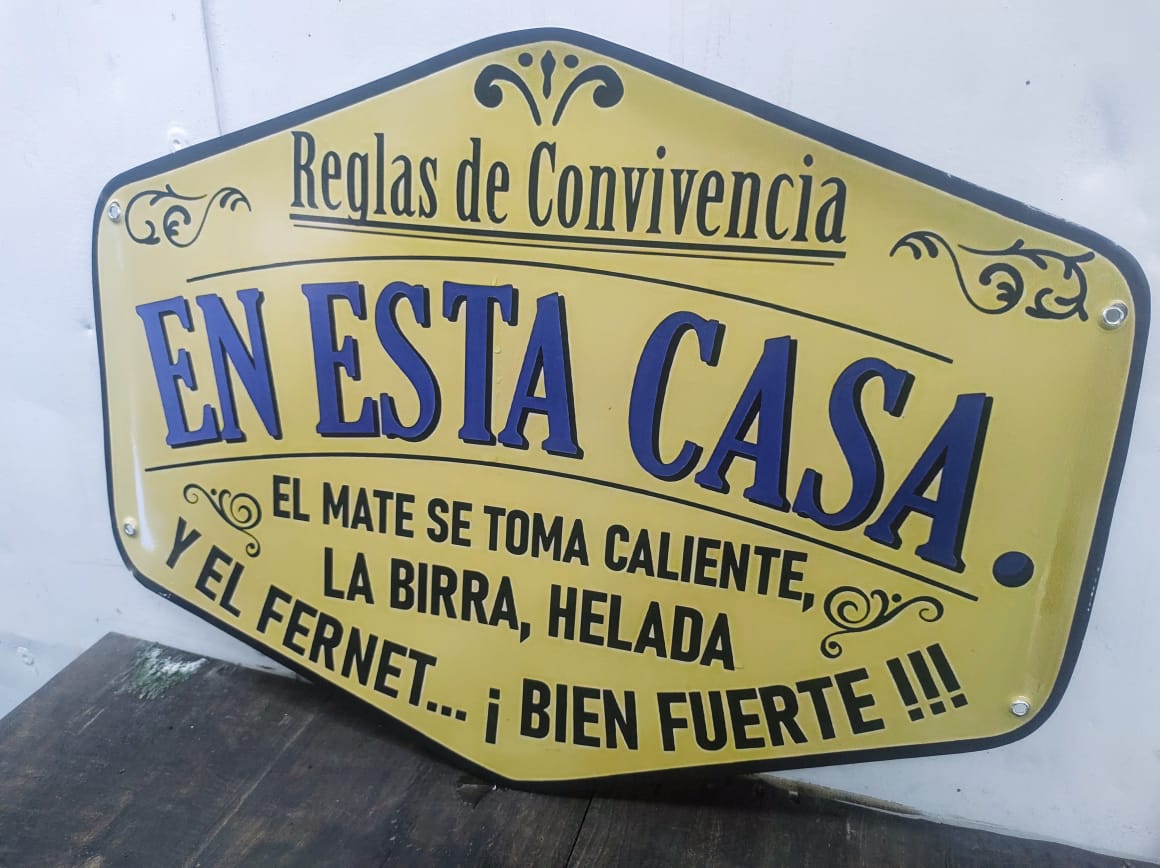 Reglas de Convivencia
EN ESTA CASA.
EL MATE SE TOMA CALIENTE,
LA BIRRA, HELADA
Y EL FERNET... ¡ BIEN FUERTE !!!